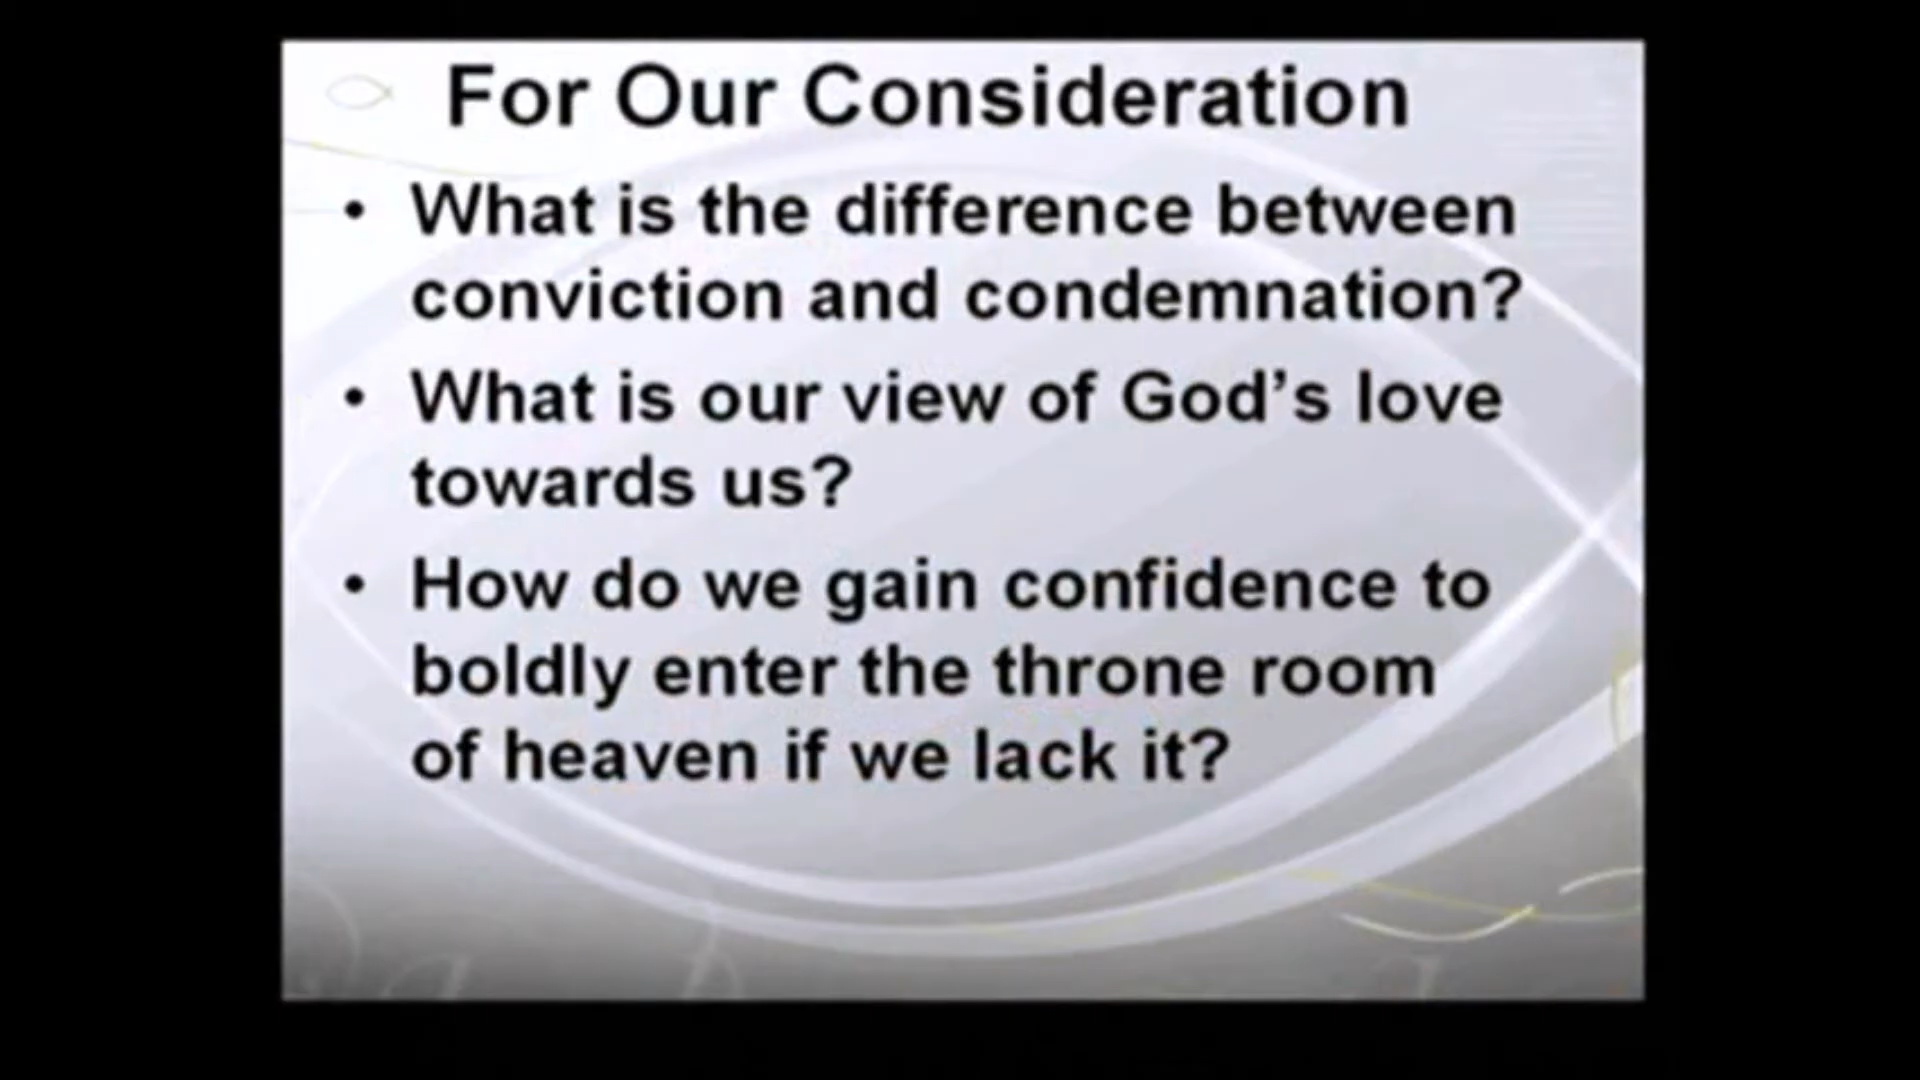 For Our Consideration
• What is the difference between
conviction and condemnation?
• What is our view of God’s love
towards us?
• How do we gain confidence to
boldly enter the throne room
of heaven if we lack it?